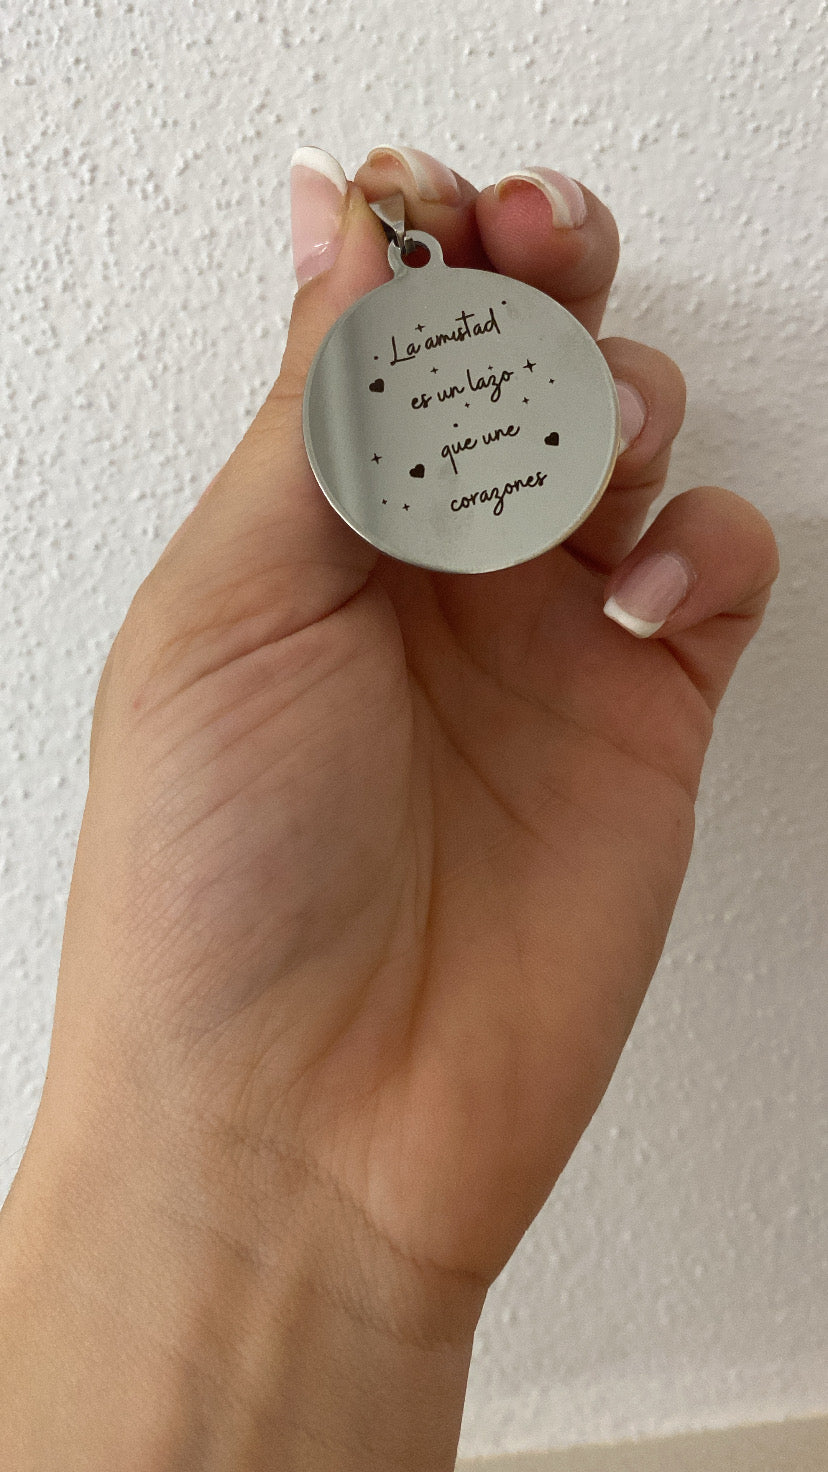 La amistad
es un lazo
que une
corazones